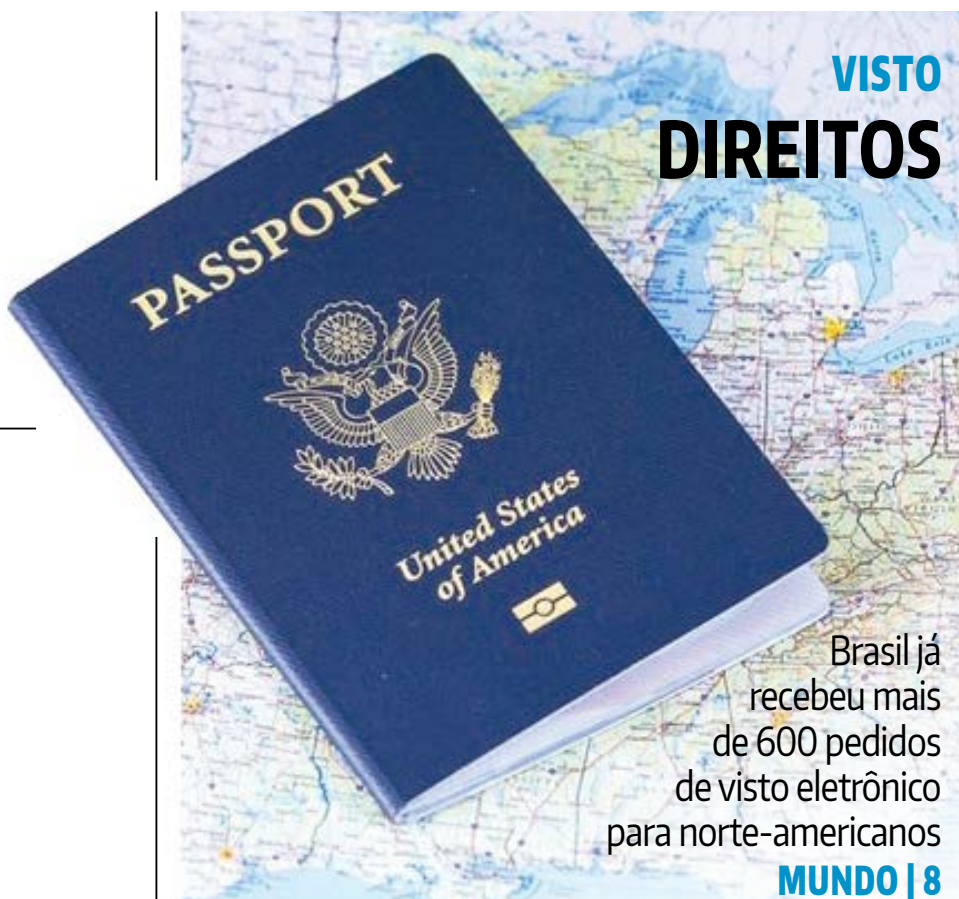 VISTO
DIREITOS
PASSPORT
United States
of America
Brasil já
recebeu mais
de 600 pedidos
de visto eletrônico
para norte-americanos
MUNDO | 8